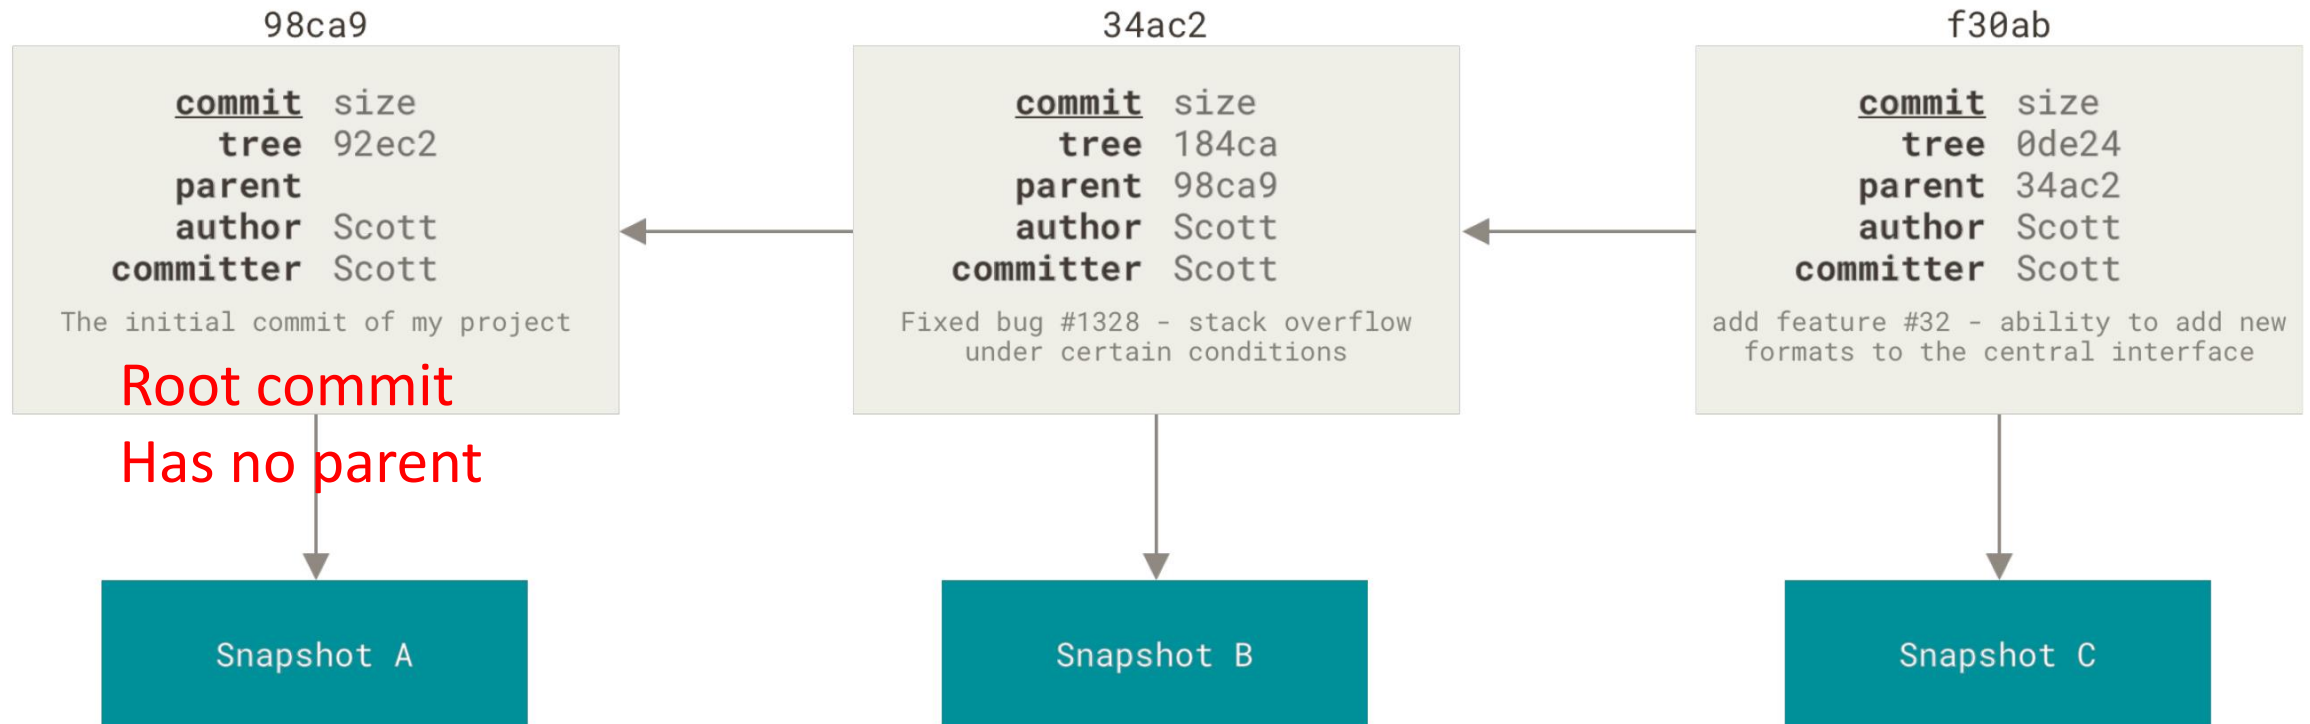 98ca9
commit size
tree 92ec2
parent
author Scott
committer Scott
The initial commit of my project
Root commit
Has no parent
Snapshot A
34ac2
commit size
tree 184ca
parent 98ca9
author Scott
committer Scott
Fixed bug #1328 - stack overflow
under certain conditions
Snapshot B
f30ab
commit size
tree 0de24
parent 34ac2
author Scott
committer Scott
add feature #32 - ability to add new
formats to the central interface
Snapshot C